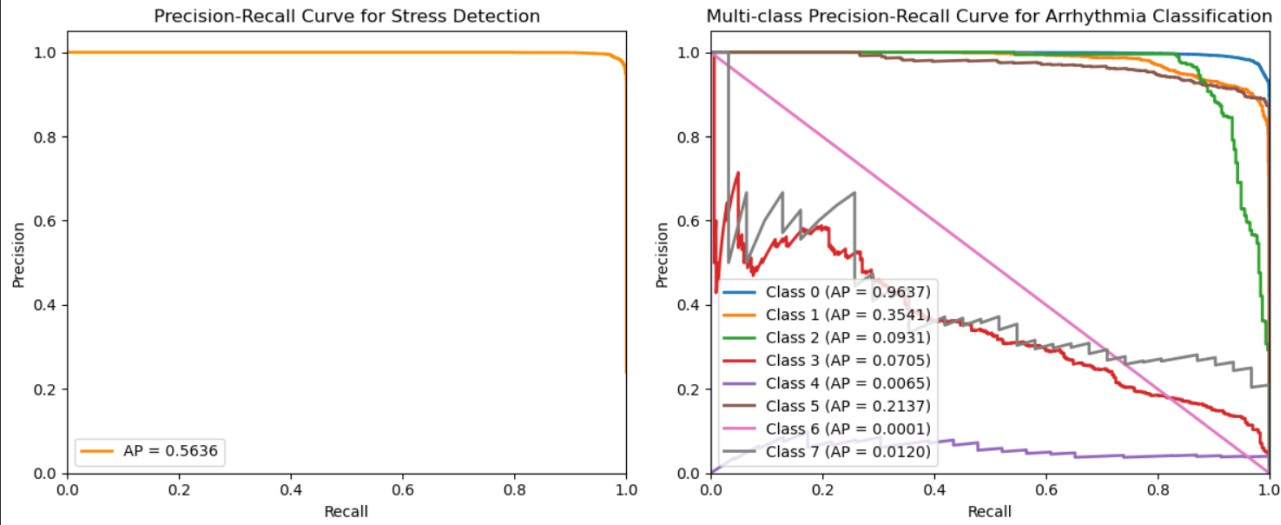 Precision-Recall Curve for Stress Detection
1.0
0.8
0.6
0.4
0.2
0.0
Precision
AP = 0.5636
0.0 0.2 0.4 0.6 0.8 1.0
Recall
Multi-class Precision-Recall Curve for Arrhythmia Classification
1.0
0.8
0.6
0.4
0.2
0.0
Precision
Class 0 (AP = 0.9637)
Class 1 (AP = 0.3541)
Class 2 (AP = 0.0931)
Class 3 (AP = 0.0705)
Class 4 (AP = 0.0065)
Class 5 (AP = 0.2137)
Class 6 (AP = 0.0001)
Class 7 (AP = 0.0120)
0.0 0.2 0.4 0.6 0.8 1.0
Recall